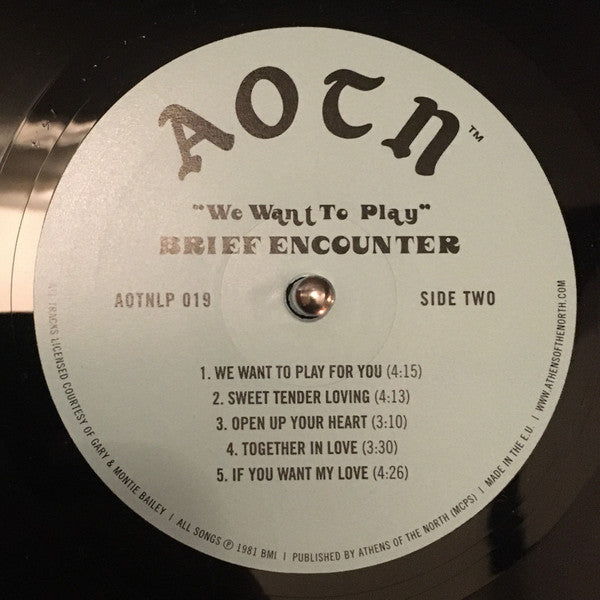 AOTN™
"We Want To Play"
BRIEF ENCOUNTER
AOTNLP 019
SIDE TWO
1. WE WANT TO PLAY FOR YOU (4:15)
2. SWEET TENDER LOVING (4:13)
3. OPEN UP YOUR HEART (3:10)
4. TOGETHER IN LOVE (3:30)
5. IF YOU WANT MY LOVE (4:26)
ALL TRACKS LICENSED COURTESY OF GARY & MONTIE BAILEY | ALL SONGS ℗ 1981 BMI | PUBLISHED BY ATHENS OF THE NORTH (MCPS) | MADE IN THE E.U. | WWW.ATHENSOFTHENORTH.COM